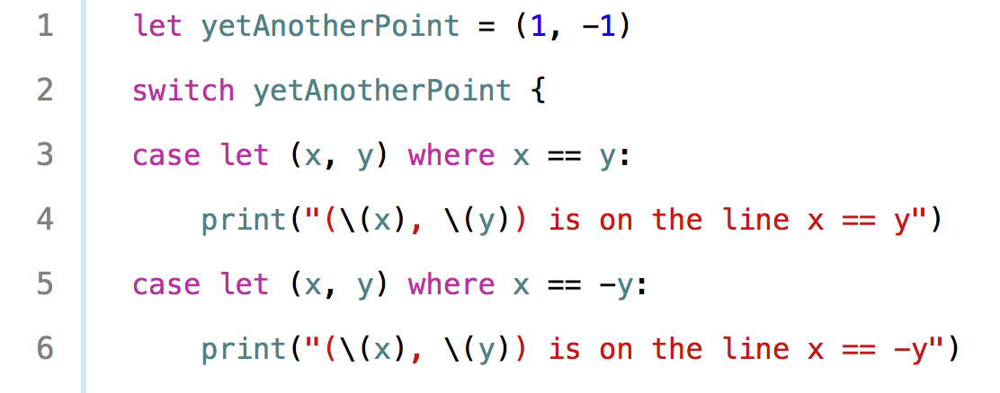 1 let yetAnotherPoint = (1, -1)
2 switch yetAnotherPoint {
3 case let (x, y) where x == y:
4     print("(\(x), \(y)) is on the line x == y")
5 case let (x, y) where x == -y:
6     print("(\(x), \(y)) is on the line x == -y")